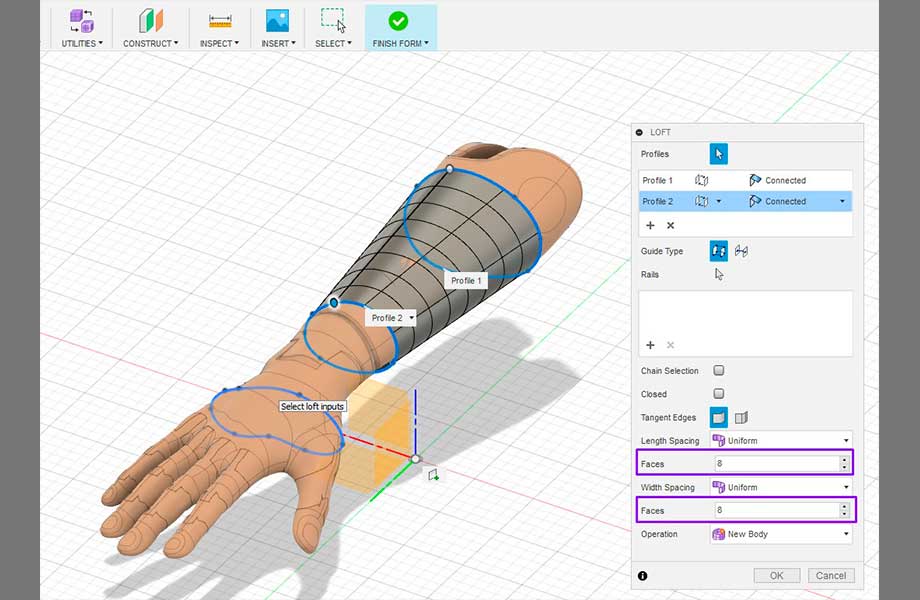 UTILITIES CONSTRUCT INSPECT INSERT SELECT FINISH FORM
LOFT
Profiles
Profile 1 Connected
Profile 2 Connected
Guide Type
Rails
Chain Selection
Closed
Tangent Edges
Length Spacing Uniform
Faces 8
Width Spacing Uniform
Faces 8
Operation New Body
OK Cancel
Profile 1
Profile 2
Select loft inputs